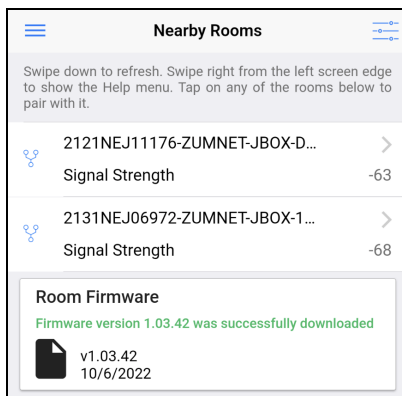 Nearby Rooms
Swipe down to refresh. Swipe right from the left screen edge
to show the Help menu. Tap on any of the rooms below to
pair with it.
2121NEJ11176-ZUMNET-JBOX-D...
Signal Strength -63
2131NEJ06972-ZUMNET-JBOX-1...
Signal Strength -68
Room Firmware
Firmware version 1.03.42 was successfully downloaded
v1.03.42
10/6/2022